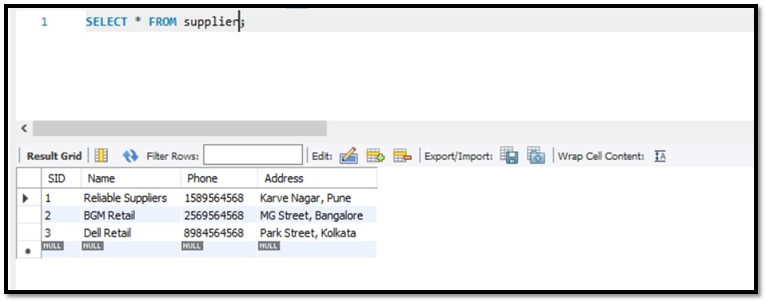 1 SELECT * FROM supplier;
Result Grid Filter Rows: Edit: Export/Import: Wrap Cell Content: IA
SID Name Phone Address
1 Reliable Suppliers 1589564568 Karve Nagar, Pune
2 BGM Retail 2569564568 MG Street, Bangalore
3 Dell Retail 8984564568 Park Street, Kolkata
NULL NULL NULL NULL